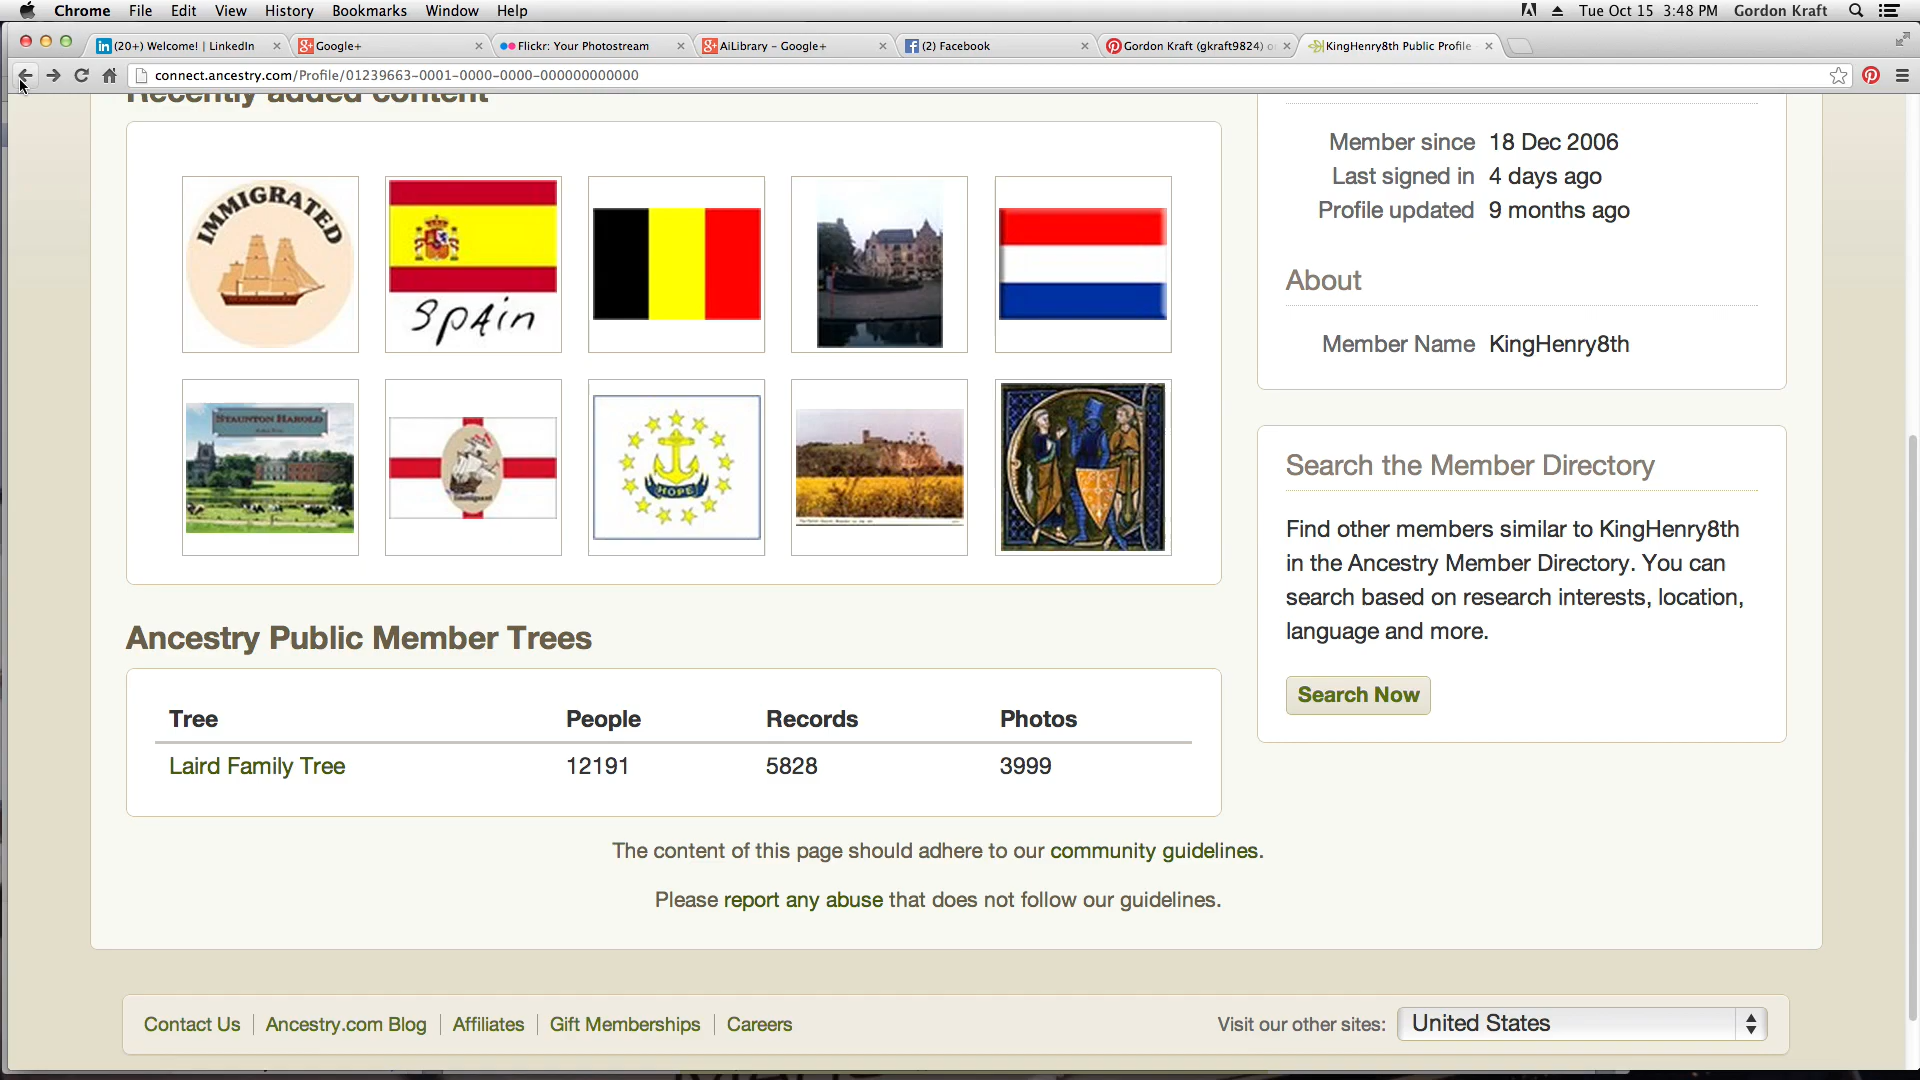 Chrome File Edit View History Bookmarks Window Help Tue Oct 15 3:48 PM Gordon Kraft
(20+) Welcome! | LinkedIn Google+ Flickr: Your Photostream AiLibrary – Google+ (2) Facebook Gordon Kraft (gkraft9824) o KingHenry8th Public Profile
connect.ancestry.com/Profile/01239663-0001-0000-0000-000000000000
Recently added content
IMMIGRATED
Spain
STAUNTON HAROLD
Immigrant
HOPE
Member since 18 Dec 2006
Last signed in 4 days ago
Profile updated 9 months ago
About
Member Name KingHenry8th
Search the Member Directory
Find other members similar to KingHenry8th
in the Ancestry Member Directory. You can
search based on research interests, location,
language and more.
Search Now
Ancestry Public Member Trees
Tree People Records Photos
Laird Family Tree 12191 5828 3999
The content of this page should adhere to our community guidelines.
Please report any abuse that does not follow our guidelines.
Contact Us Ancestry.com Blog Affiliates Gift Memberships Careers Visit our other sites: United States